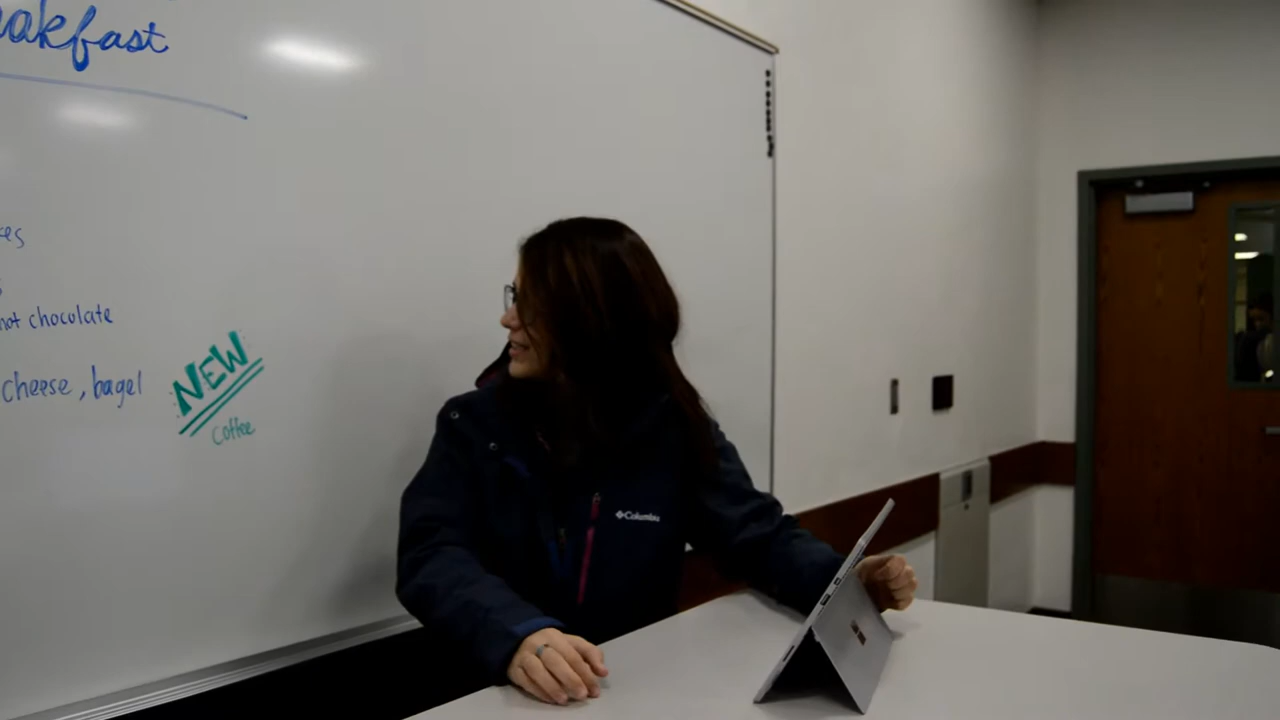 akfast
es
hot chocolate
cheese, bagel
NEW
coffee
Columbia